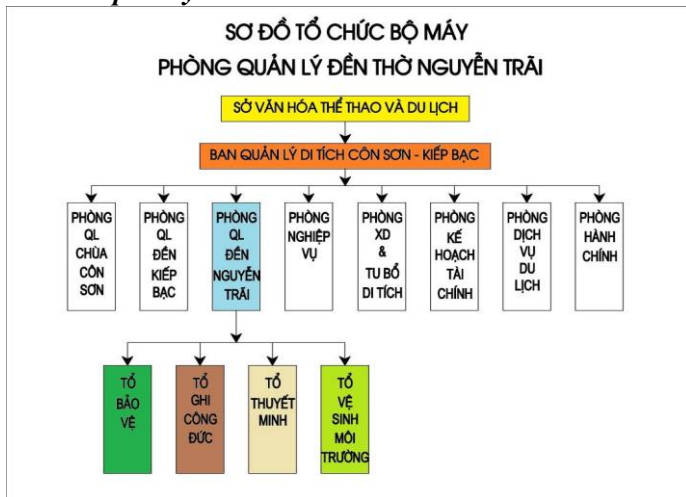 SƠ ĐỒ TỔ CHỨC BỘ MÁY
PHÒNG QUẢN LÝ ĐỀN THỜ NGUYỄN TRÃI
SỞ VĂN HÓA THỂ THAO VÀ DU LỊCH
BAN QUẢN LÝ DI TÍCH CÔN SƠN - KIẾP BẠC
PHÒNG
QL
CHÙA
CÔN
SƠN
PHÒNG
QL
ĐỀN
KIẾP
BẠC
PHÒNG
QL
ĐỀN
NGUYỄN
TRÃI
PHÒNG
NGHIỆP
VỤ
PHÒNG
XD
&
TU BỔ
DI TÍCH
PHÒNG
KẾ
HOẠCH
TÀI
CHÍNH
PHÒNG
DỊCH
VỤ
DU
LỊCH
PHÒNG
HÀNH
CHÍNH
TỔ
BẢO
VỆ
TỔ
GHI
CÔNG
ĐỨC
TỔ
THUYẾT
MINH
TỔ
VỆ
SINH
MÔI
TRƯỜNG